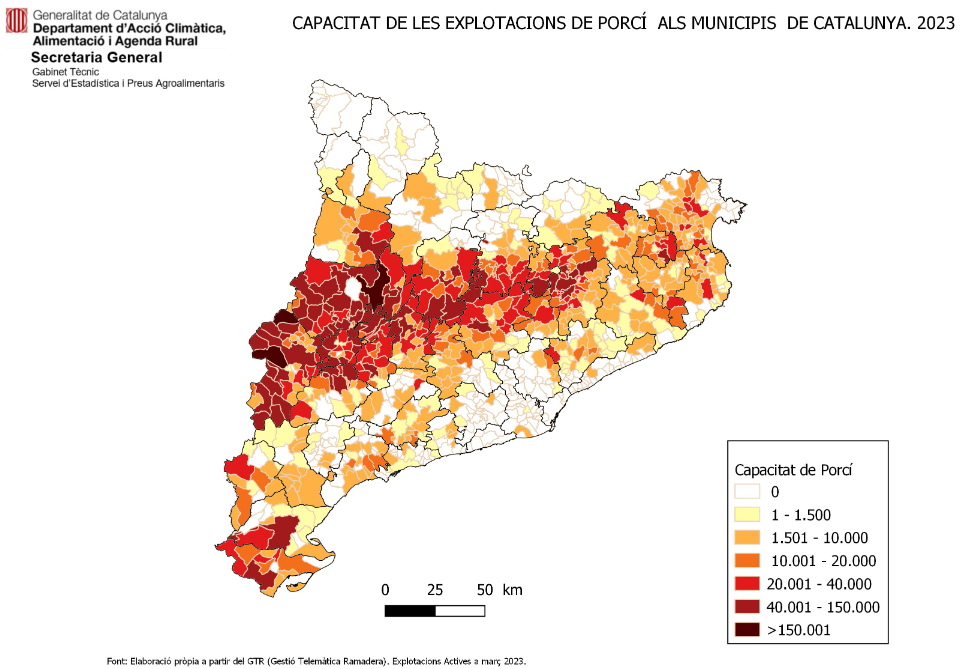 Generalitat de Catalunya
Departament d'Acció Climàtica,
Alimentació i Agenda Rural
Secretaria General
Gabinet Tècnic
Servei d'Estadística i Preus Agroalimentaris
CAPACITAT DE LES EXPLOTACIONS DE PORCÍ ALS MUNICIPIS DE CATALUNYA. 2023
Capacitat de Porcí
0
1 - 1.500
1.501 - 10.000
10.001 - 20.000
20.001 - 40.000
40.001 - 150.000
>150.001
0 25 50 km
Font: Elaboració pròpia a partir del GTR (Gestió Telemàtica Ramadera). Explotacions Actives a març 2023.